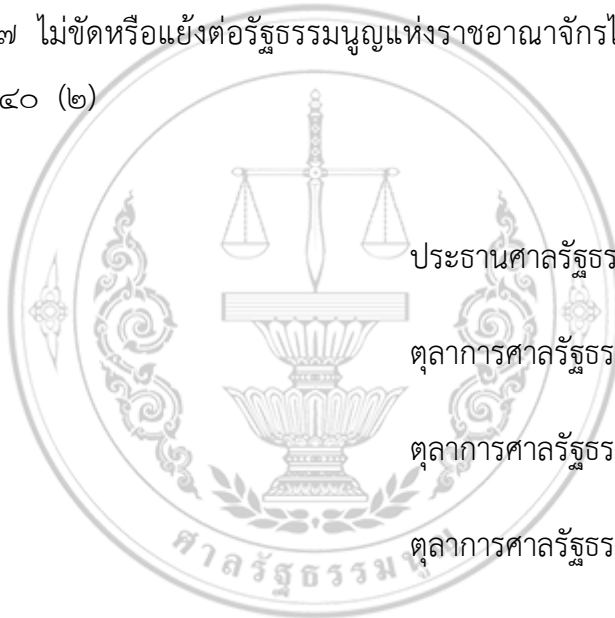 ๗ ไม่ขัดหรือแย้งต่อรัฐธรรมนูญแห่งราชอาณาจักรไ
๔๐ (๒)
ประธานศาลรัฐธร
ตุลาการศาลรัฐธร
ตุลาการศาลรัฐธร
ตุลาการศาลรัฐธร
ศาลรัฐธรรมนูญ